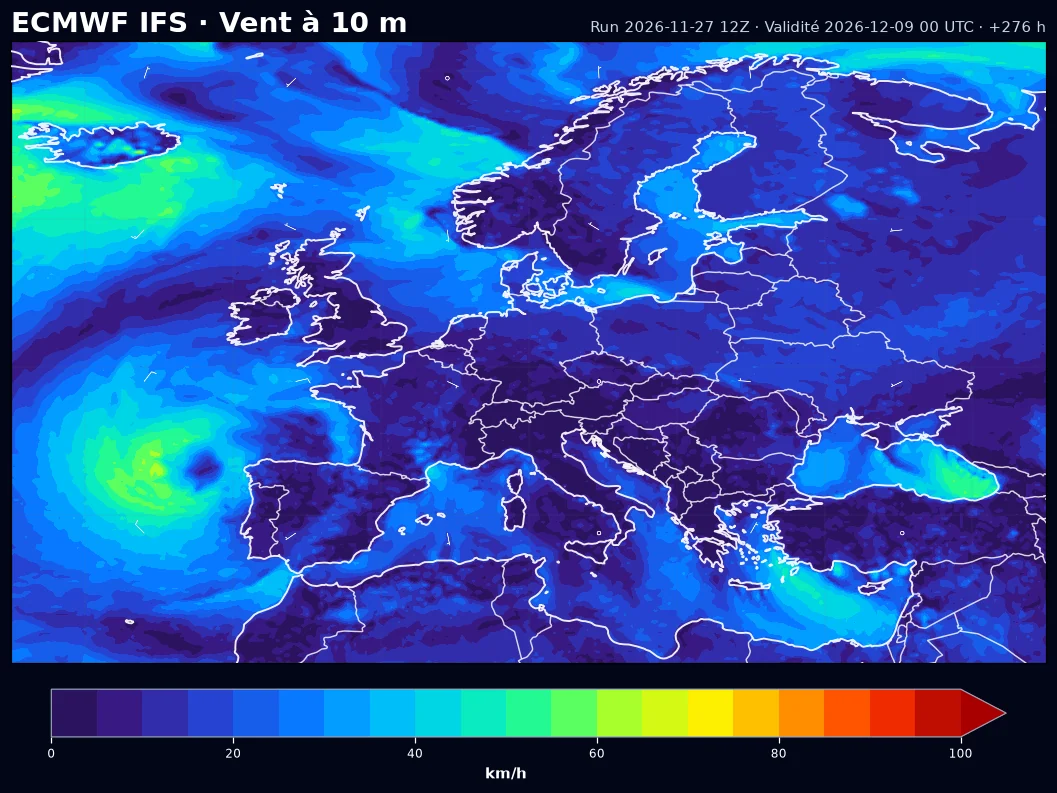 ECMWF IFS · Vent à 10 m
Run 2026-11-27 12Z · Validité 2026-12-09 00 UTC · +276 h
0 20 40 60 80 100
km/h